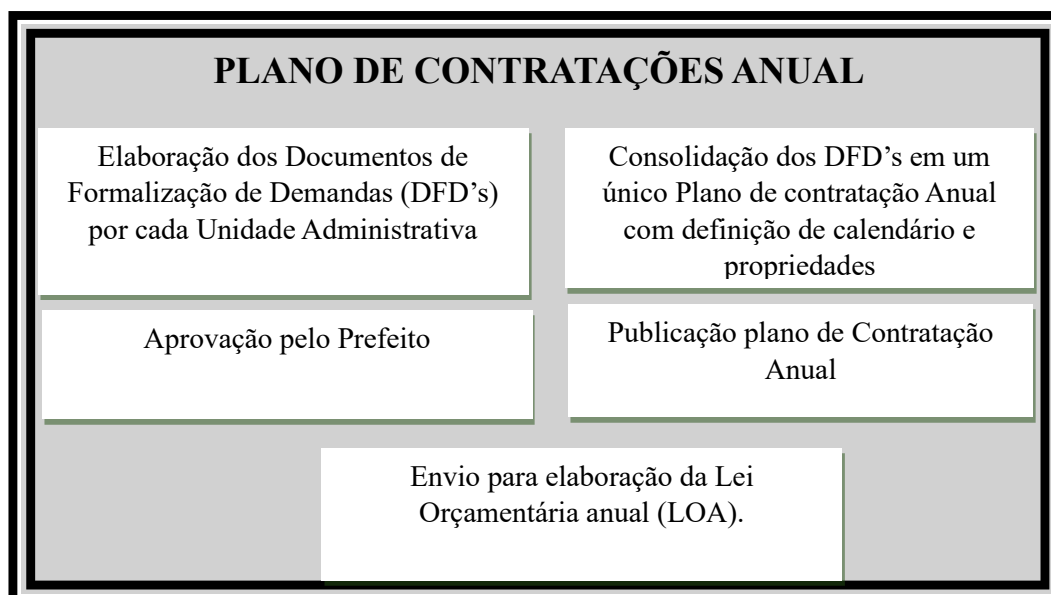 PLANO DE CONTRATAÇÕES ANUAL
Elaboração dos Documentos de
Formalização de Demandas (DFD’s)
por cada Unidade Administrativa
Consolidação dos DFD’s em um
único Plano de contratação Anual
com definição de calendário e
propriedades
Aprovação pelo Prefeito
Publicação plano de Contratação
Anual
Envio para elaboração da Lei
Orçamentária anual (LOA).